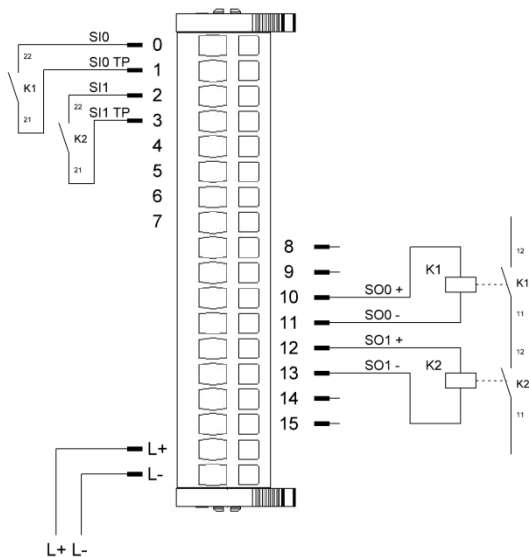 SI0 0
22
K1
SI0 TP 1
SI1 2
22
21
SI1 TP 3
K2
4
21
5
6
7
8
12
9
K1
K1
10 SO0 +
11
11 SO0 -
12 SO1 +
12
K2
13 SO1 -
K2
14
11
15
L+
L-
L+ L-